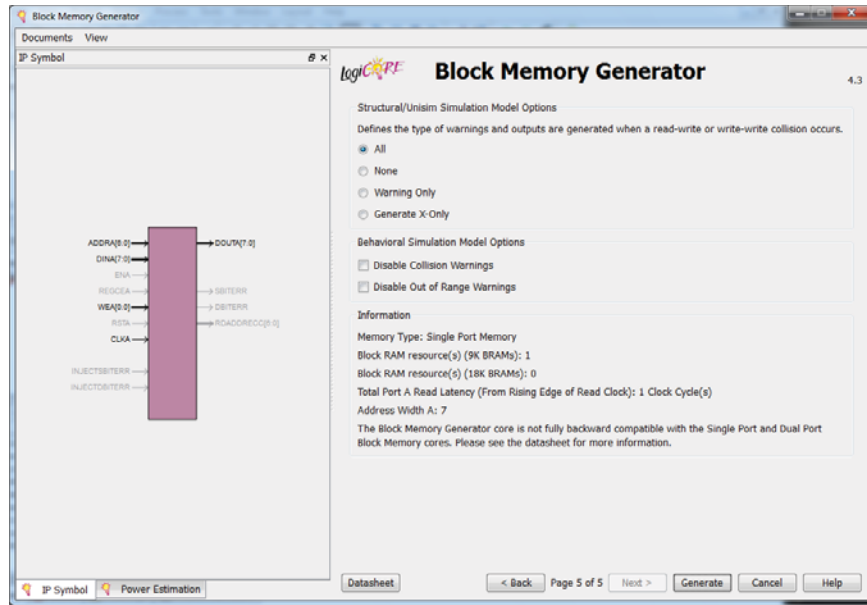 Block Memory Generator
Documents View
IP Symbol
ADDRA[6:0]
DINA[7:0]
ENA
REGCEA
WEA[0:0]
RSTA
CLKA
INJECTSBITERR
INJECTDBITERR
DOUTA[7:0]
SBITERR
DBITERR
RDADDRECC[6:0]
IP Symbol Power Estimation
LogiCORE
Block Memory Generator
4.3
Structural/Unisim Simulation Model Options
Defines the type of warnings and outputs are generated when a read-write or write-write collision occurs.
All
None
Warning Only
Generate X-Only
Behavioral Simulation Model Options
Disable Collision Warnings
Disable Out of Range Warnings
Information
Memory Type: Single Port Memory
Block RAM resource(s) (9K BRAMs): 1
Block RAM resource(s) (18K BRAMs): 0
Total Port A Read Latency (From Rising Edge of Read Clock): 1 Clock Cycle(s)
Address Width A: 7
The Block Memory Generator core is not fully backward compatible with the Single Port and Dual Port
Block Memory cores. Please see the datasheet for more information.
Datasheet < Back Page 5 of 5 Next > Generate Cancel Help